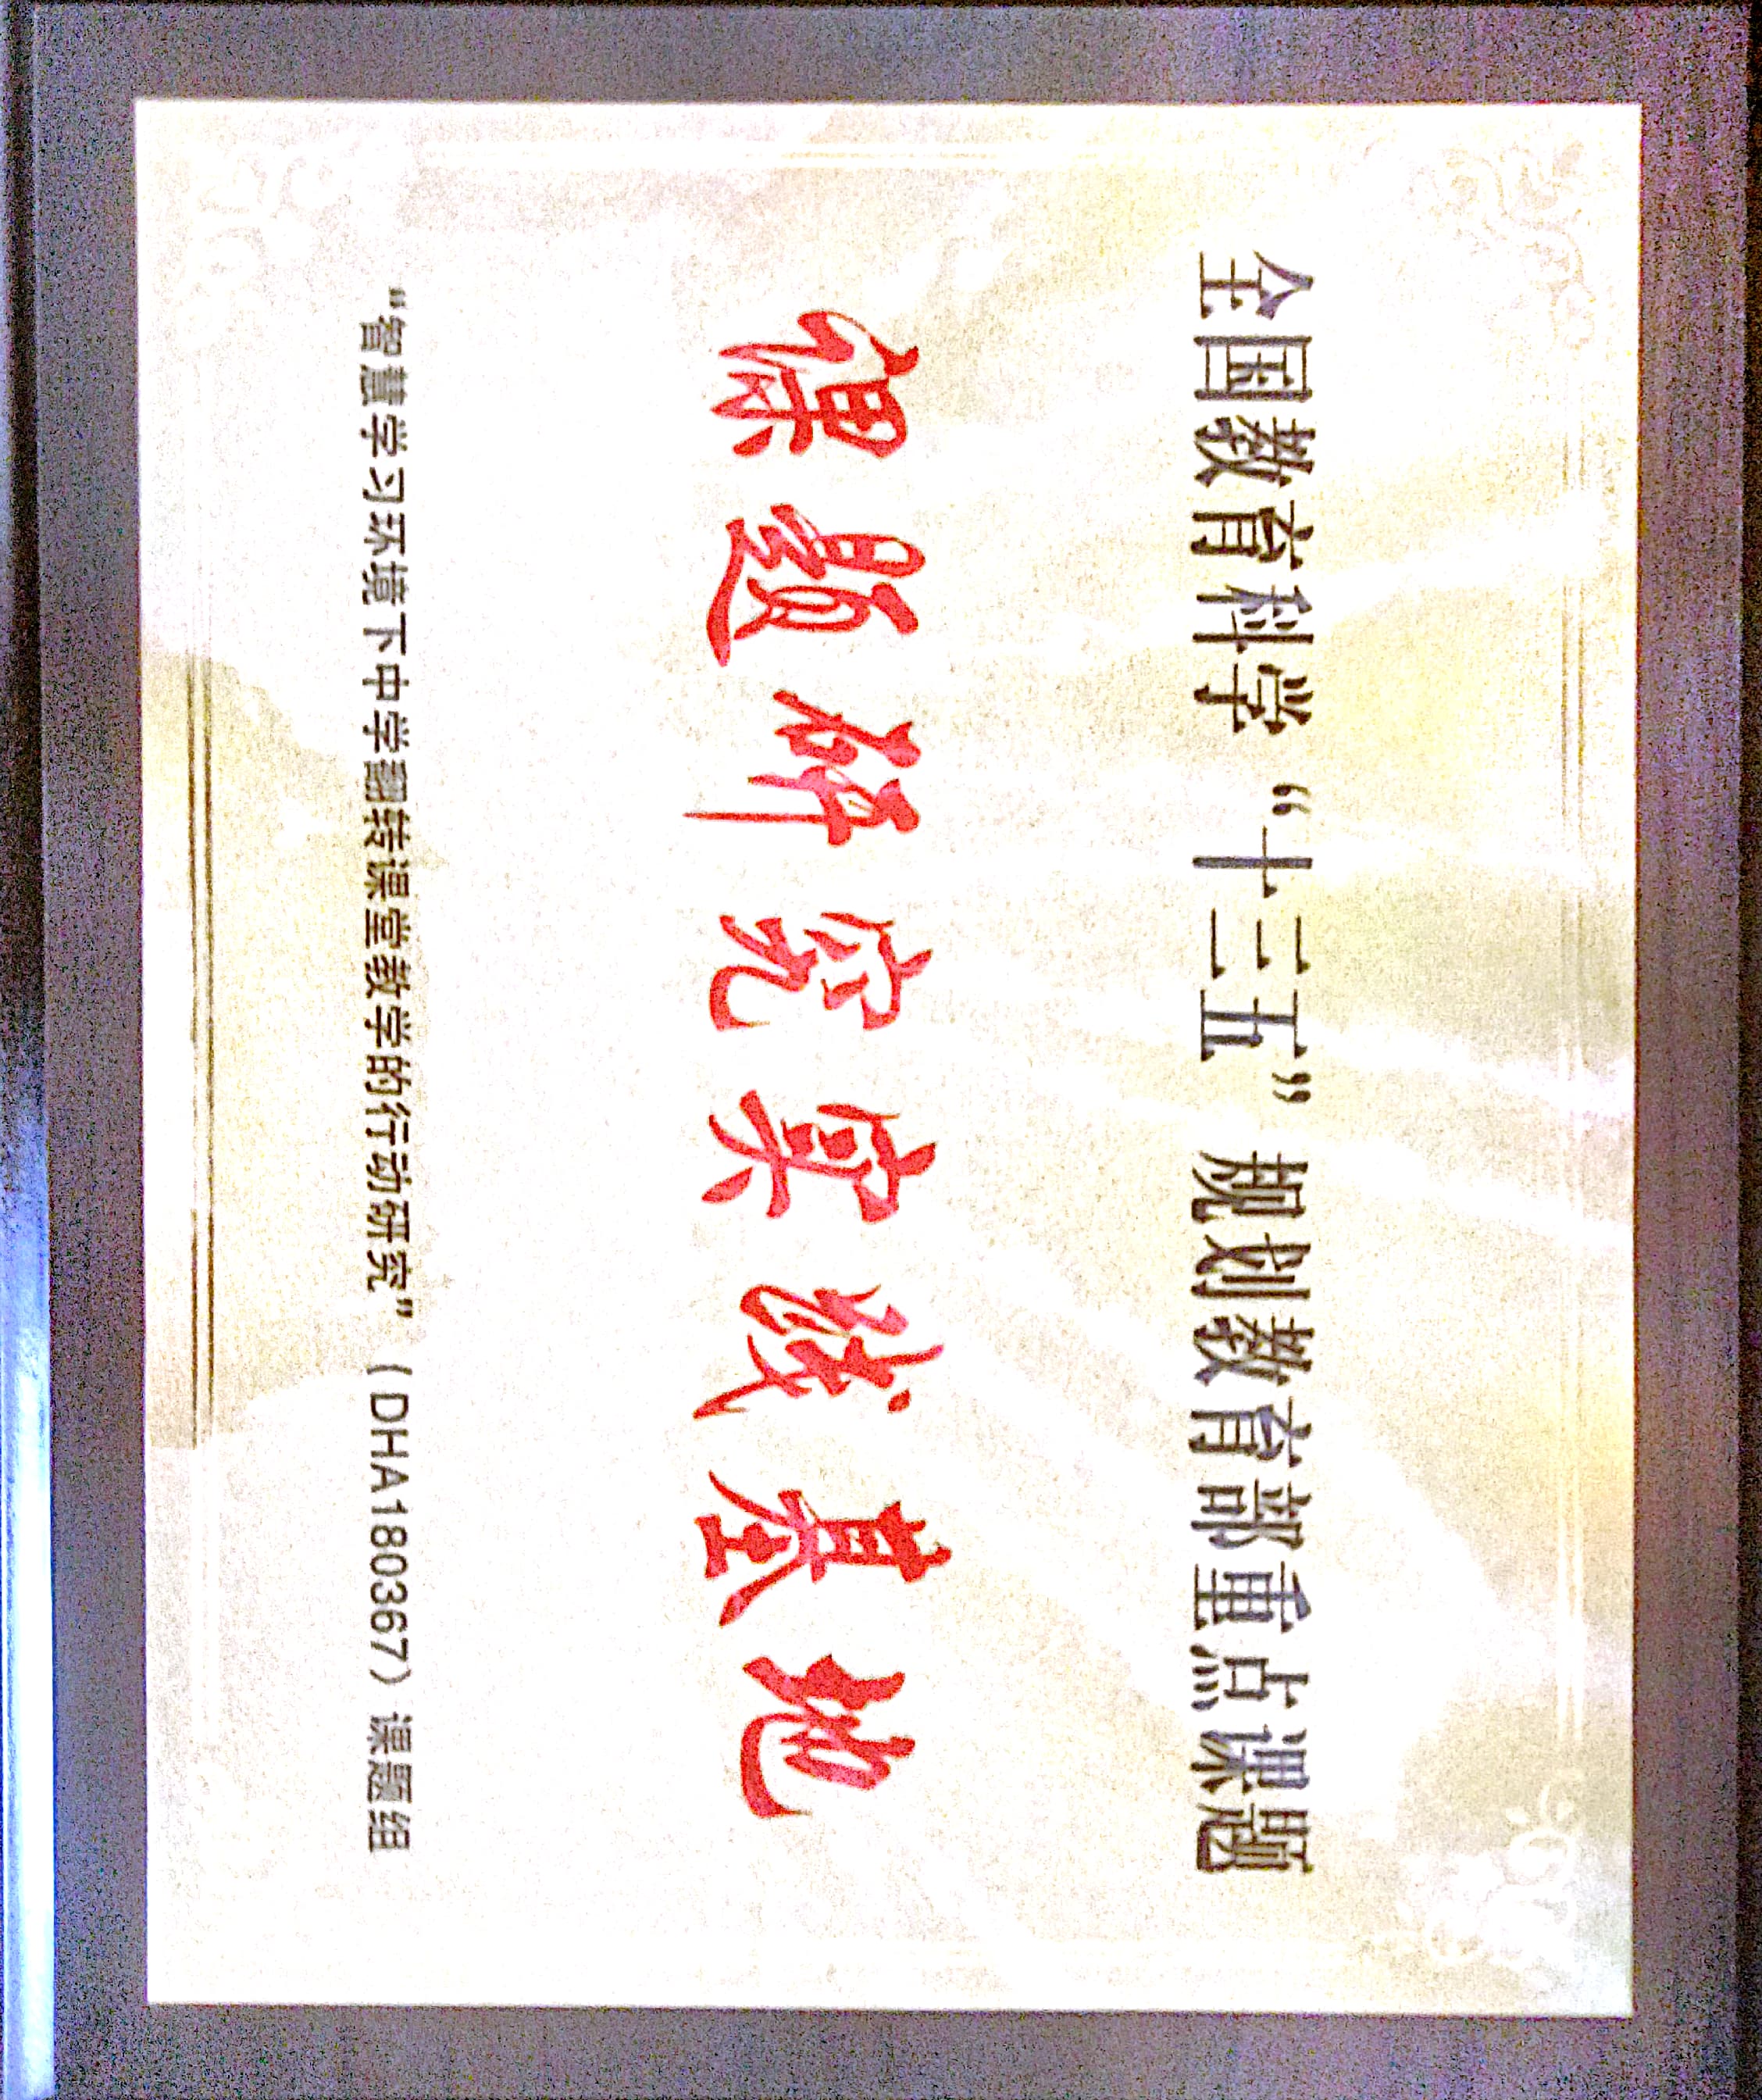 全国教育科学“十三五”规划教育部重点课题
课题研究实践基地
“智慧学习环境下中学翻转课堂教学的行动研究”（DHA180367）课题组